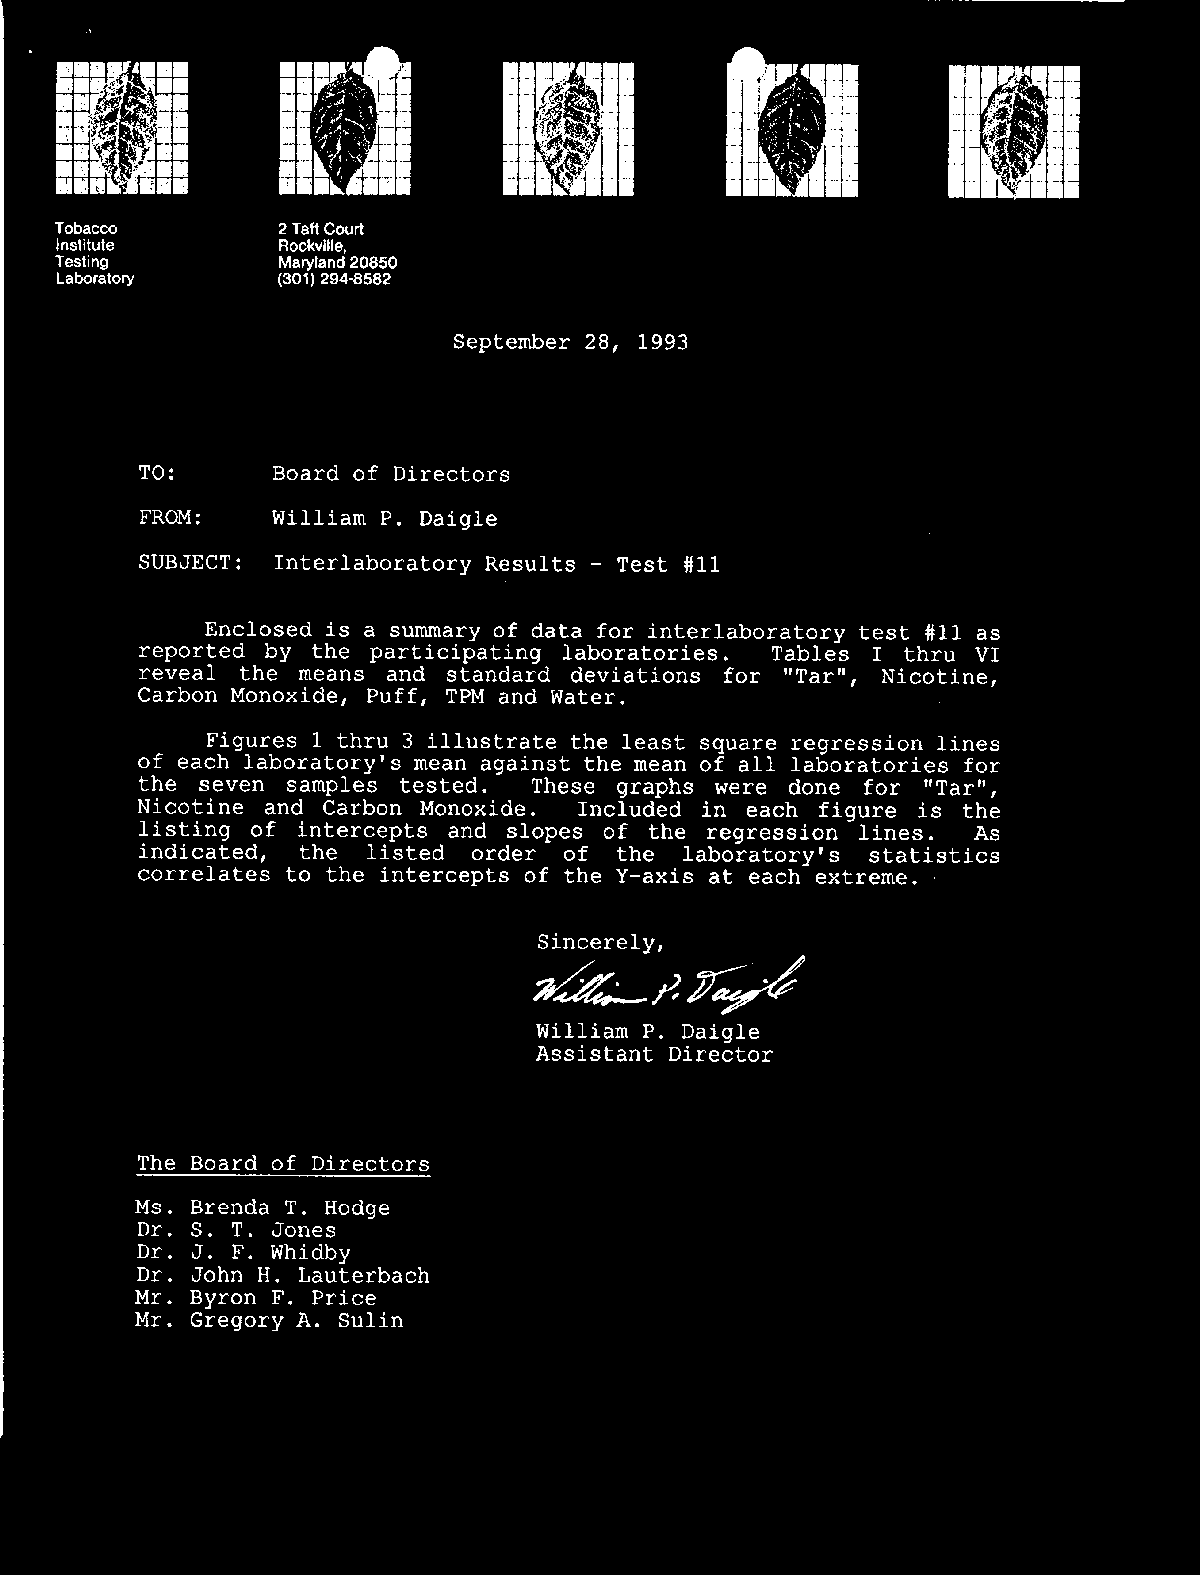 Tobacco
Institute
Testing
Laboratory
2 Taft Court
Rockville,
Maryland 20850
(301) 294-8582
September 28, 1993
TO: Board of Directors
FROM: William P. Daigle
SUBJECT: Interlaboratory Results - Test #11
Enclosed is a summary of data for interlaboratory test #11 as
reported by the participating laboratories. Tables I thru VI
reveal the means and standard deviations for "Tar", Nicotine,
Carbon Monoxide, Puff, TPM and Water.
Figures 1 thru 3 illustrate the least square regression lines
of each laboratory's mean against the mean of all laboratories for
the seven samples tested. These graphs were done for "Tar",
Nicotine and Carbon Monoxide. Included in each figure is the
listing of intercepts and slopes of the regression lines. As
indicated, the listed order of the laboratory's statistics
correlates to the intercepts of the Y-axis at each extreme.
Sincerely,
William P. Daigle
William P. Daigle
Assistant Director
The Board of Directors
Ms. Brenda T. Hodge
Dr. S. T. Jones
Dr. J. F. Whidby
Dr. John H. Lauterbach
Mr. Byron F. Price
Mr. Gregory A. Sulin